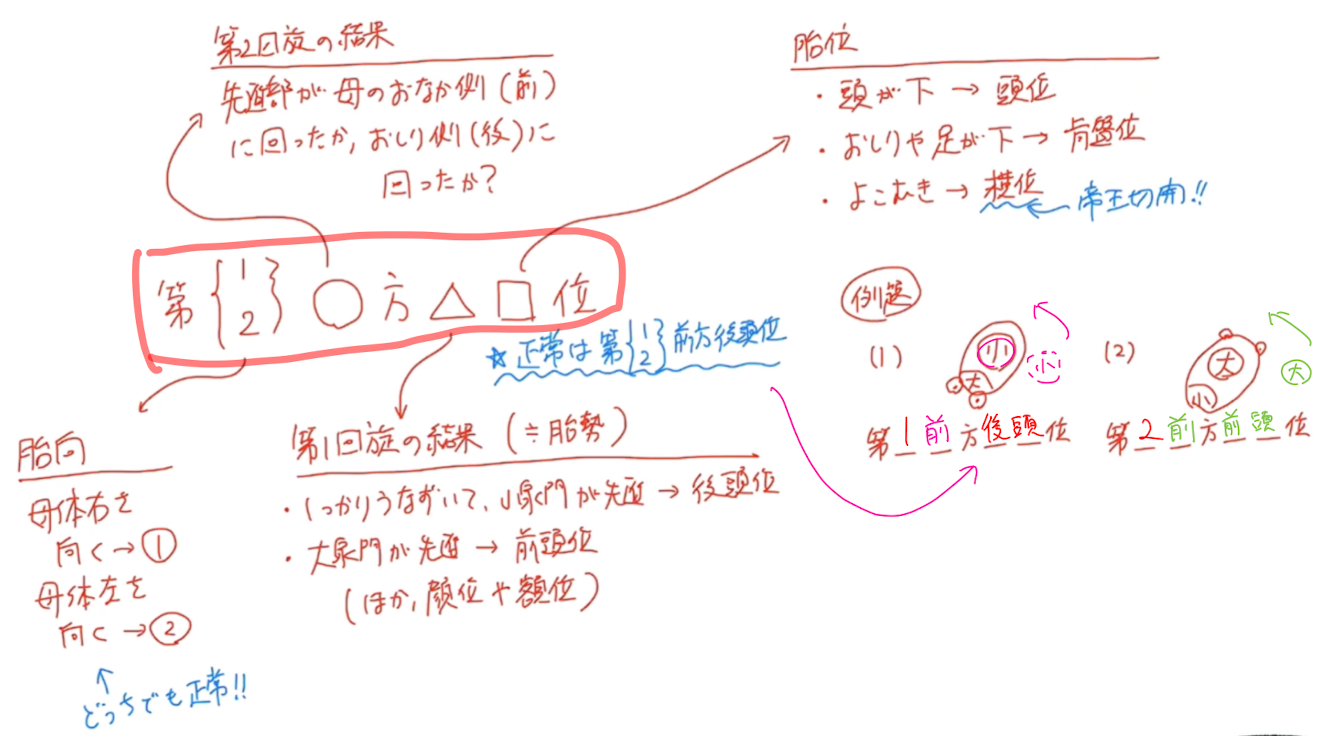 第2回旋の結果
先進部が母のおなか側(前)
に回ったか,おしり側(後)に
回ったか?
胎位
・頭が下→頭位
・おしりや足が下→骨盤位
・よこむき→横位
帝王切開!!
第{1 2}○方△□位
☆正常は第{1 2}前方後頭位
胎向
母体右を
向く→①
母体左を
向く→②
どっちでも正常!!
第1回旋の結果(≒胎勢)
・しっかりうなずいて、小泉門が先進→後頭位
・大泉門が先進→前頭位
(ほか,顔位や額位)
例題
(1)
小
大
小
第1前方後頭位
(2)
大
小
大
第2前方前頭位